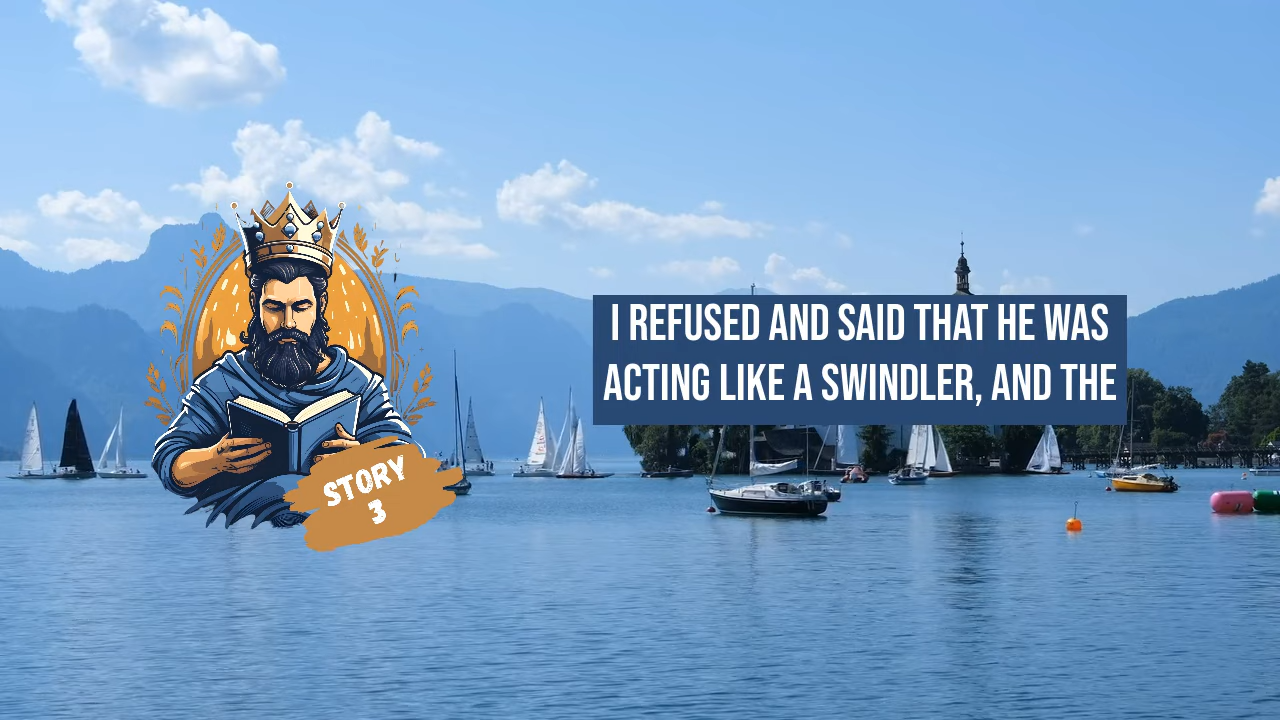 STORY
3
I REFUSED AND SAID THAT HE WAS
ACTING LIKE A SWINDLER, AND THE